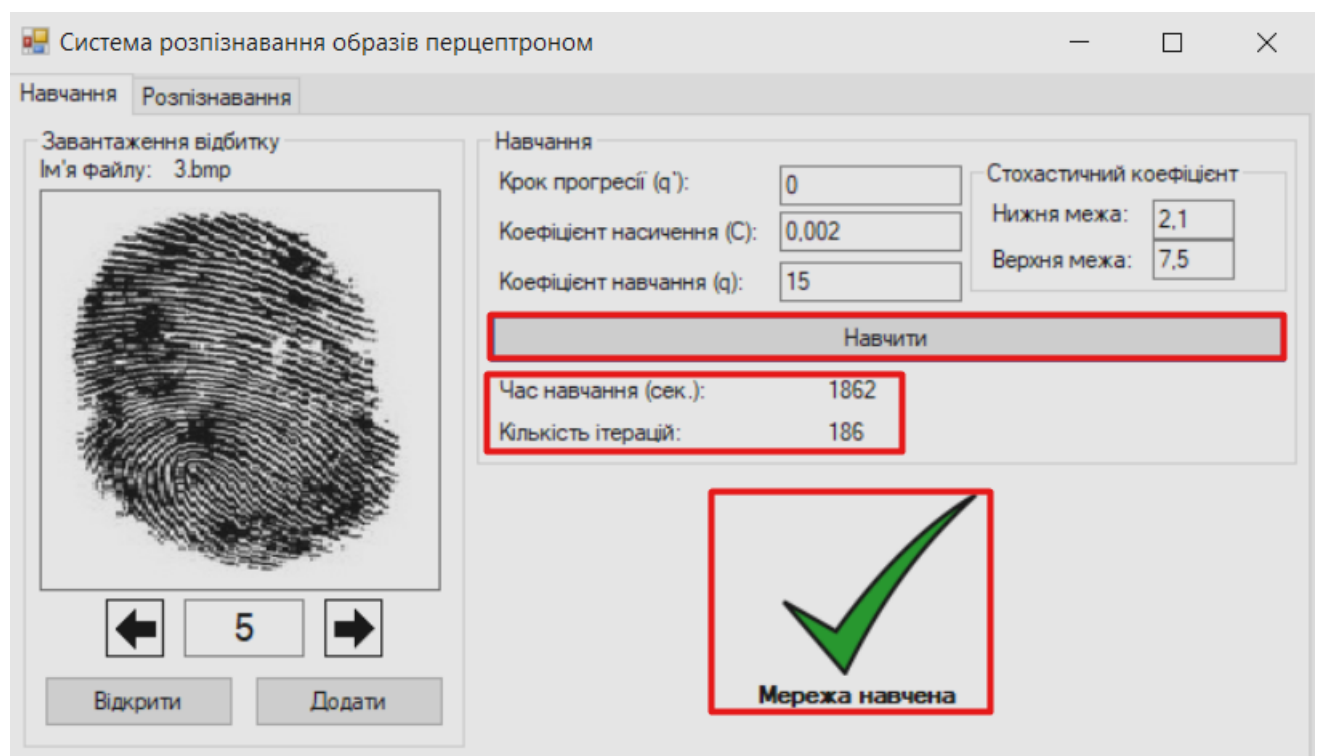 Система розпізнавання образів перцептроном
Навчання Розпізнавання
Завантаження відбитку
Ім'я файлу: 3.bmp
5
Відкрити Додати
Навчання
Крок прогресії (q`): 0
Коефіцієнт насичення (C): 0,002
Коефіцієнт навчання (q): 15
Стохастичний коефіцієнт
Нижня межа: 2,1
Верхня межа: 7,5
Навчити
Час навчання (сек.): 1862
Кількість ітерацій: 186
Мережа навчена